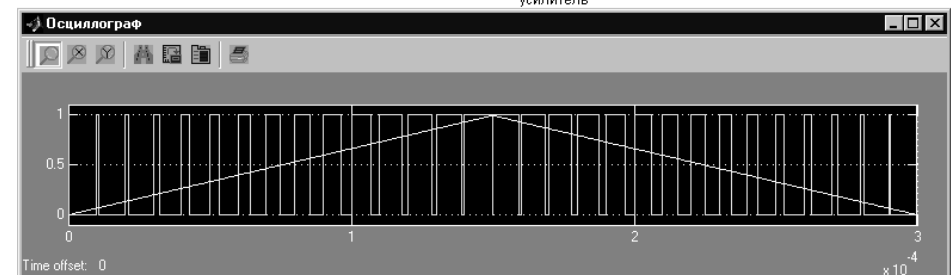 усилитель
Осциллограф
1
0.5
0
0 1 2 3
Time offset: 0
x 10
-4